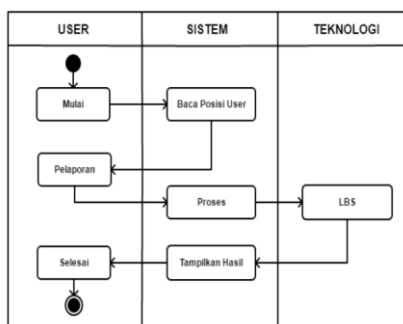 USER
SISTEM
TEKNOLOGI
Mulai
Baca Posisi User
Pelaporan
Proses
LBS
Selesai
Tampilkan Hasil